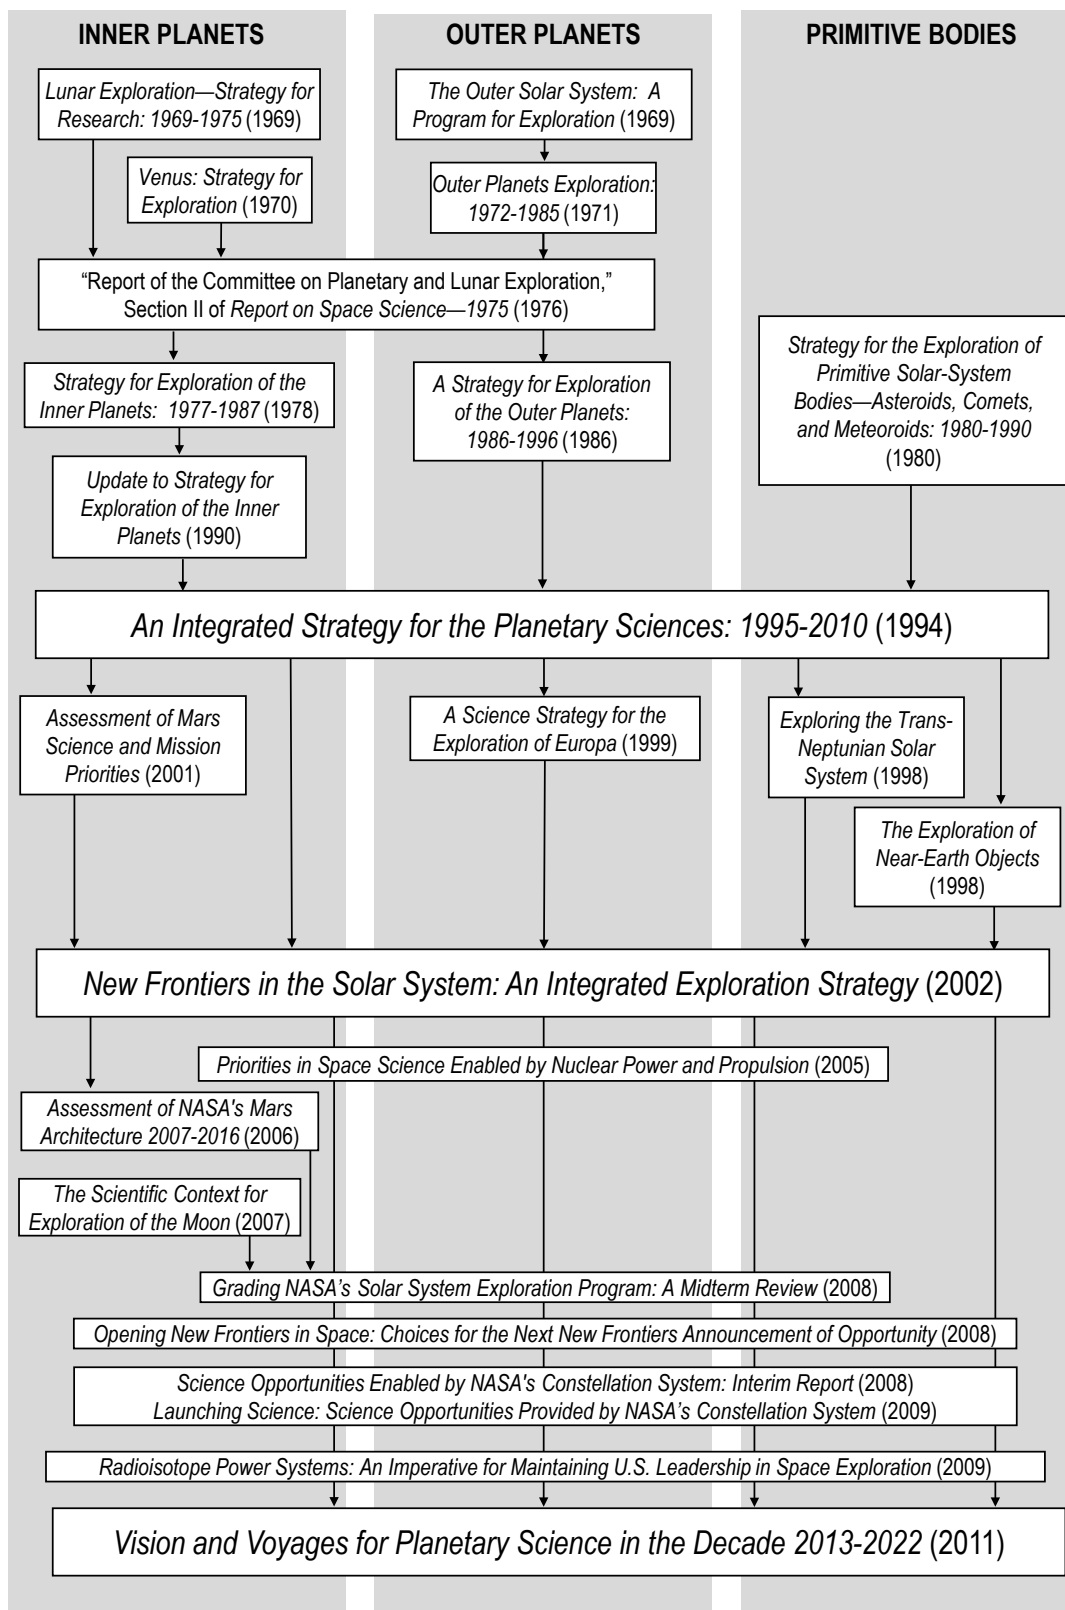 INNER PLANETS
OUTER PLANETS
PRIMITIVE BODIES
Lunar Exploration—Strategy for
Research: 1969-1975 (1969)
The Outer Solar System: A
Program for Exploration (1969)
Venus: Strategy for
Exploration (1970)
Outer Planets Exploration:
1972-1985 (1971)
“Report of the Committee on Planetary and Lunar Exploration,”
Section II of Report on Space Science—1975 (1976)
Strategy for the Exploration of
Primitive Solar-System
Bodies—Asteroids, Comets,
and Meteoroids: 1980-1990
(1980)
Strategy for Exploration of the
Inner Planets: 1977-1987 (1978)
A Strategy for Exploration
of the Outer Planets:
1986-1996 (1986)
Update to Strategy for
Exploration of the Inner
Planets (1990)
An Integrated Strategy for the Planetary Sciences: 1995-2010 (1994)
Assessment of Mars
Science and Mission
Priorities (2001)
A Science Strategy for the
Exploration of Europa (1999)
Exploring the Trans-
Neptunian Solar
System (1998)
The Exploration of
Near-Earth Objects
(1998)
New Frontiers in the Solar System: An Integrated Exploration Strategy (2002)
Priorities in Space Science Enabled by Nuclear Power and Propulsion (2005)
Assessment of NASA's Mars
Architecture 2007-2016 (2006)
The Scientific Context for
Exploration of the Moon (2007)
Grading NASA’s Solar System Exploration Program: A Midterm Review (2008)
Opening New Frontiers in Space: Choices for the Next New Frontiers Announcement of Opportunity (2008)
Science Opportunities Enabled by NASA's Constellation System: Interim Report (2008)
Launching Science: Science Opportunities Provided by NASA’s Constellation System (2009)
Radioisotope Power Systems: An Imperative for Maintaining U.S. Leadership in Space Exploration (2009)
Vision and Voyages for Planetary Science in the Decade 2013-2022 (2011)